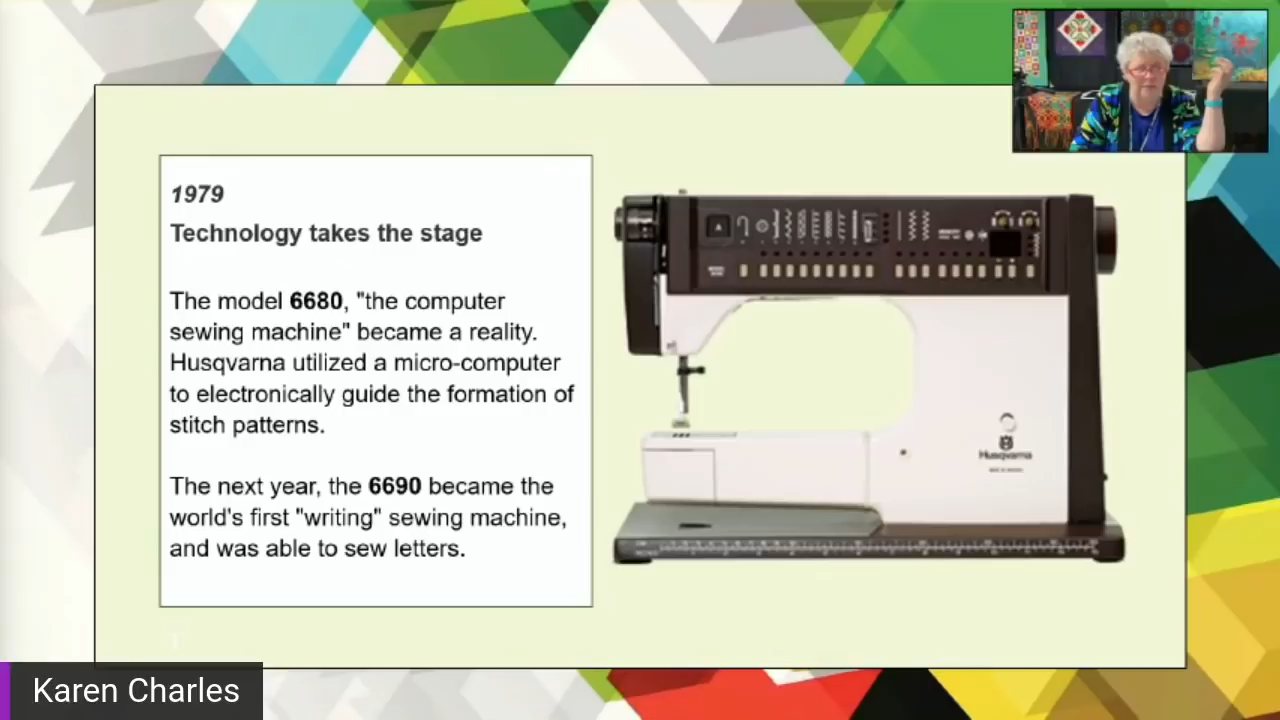 1979
Technology takes the stage
The model 6680, "the computer
sewing machine" became a reality.
Husqvarna utilized a micro-computer
to electronically guide the formation of
stitch patterns.
The next year, the 6690 became the
world's first "writing" sewing machine,
and was able to sew letters.
A
Husqvarna
Karen Charles